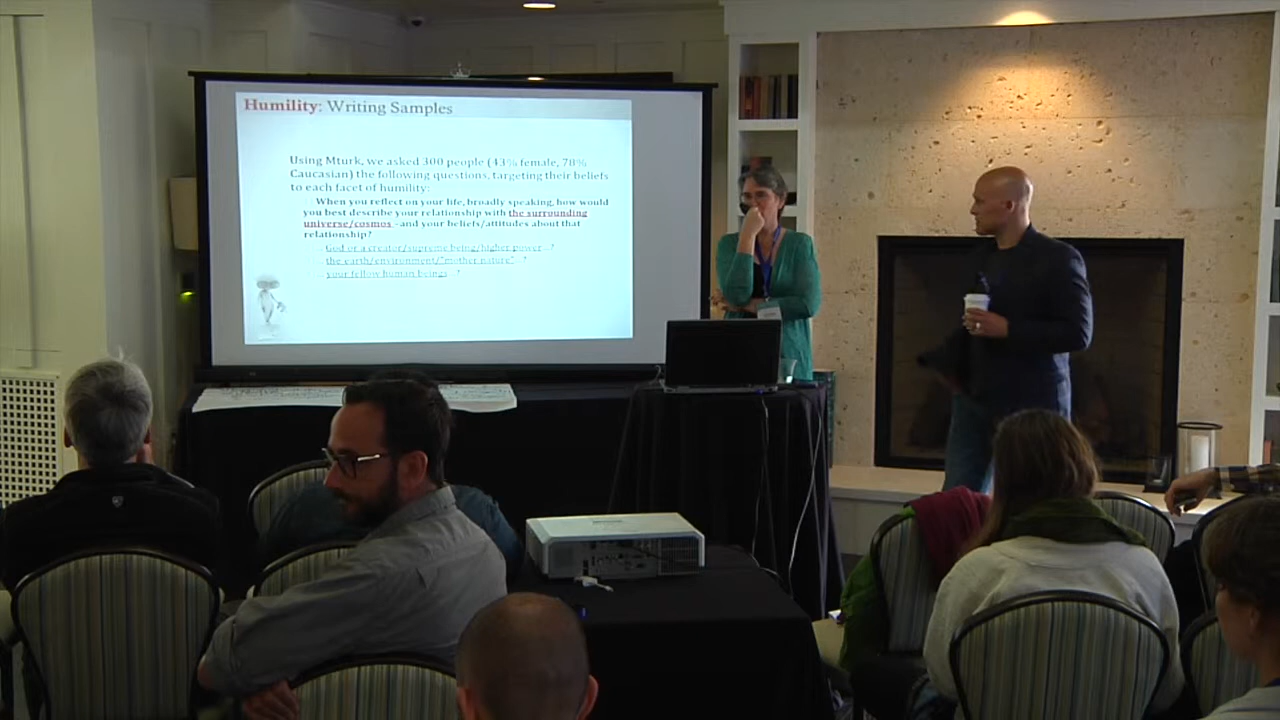 Humility: Writing Samples
Using Mturk, we asked 300 people (43% female, 78%
Caucasian) the following questions, targeting their beliefs
to each facet of humility:
When you reflect on your life, broadly speaking, how would
you best describe your relationship with the surrounding
universe/cosmos –and your beliefs/attitudes about that
relationship?
God or a creator/supreme being/higher power...?
the earth/environment/"mother nature"...?
your fellow human beings...?